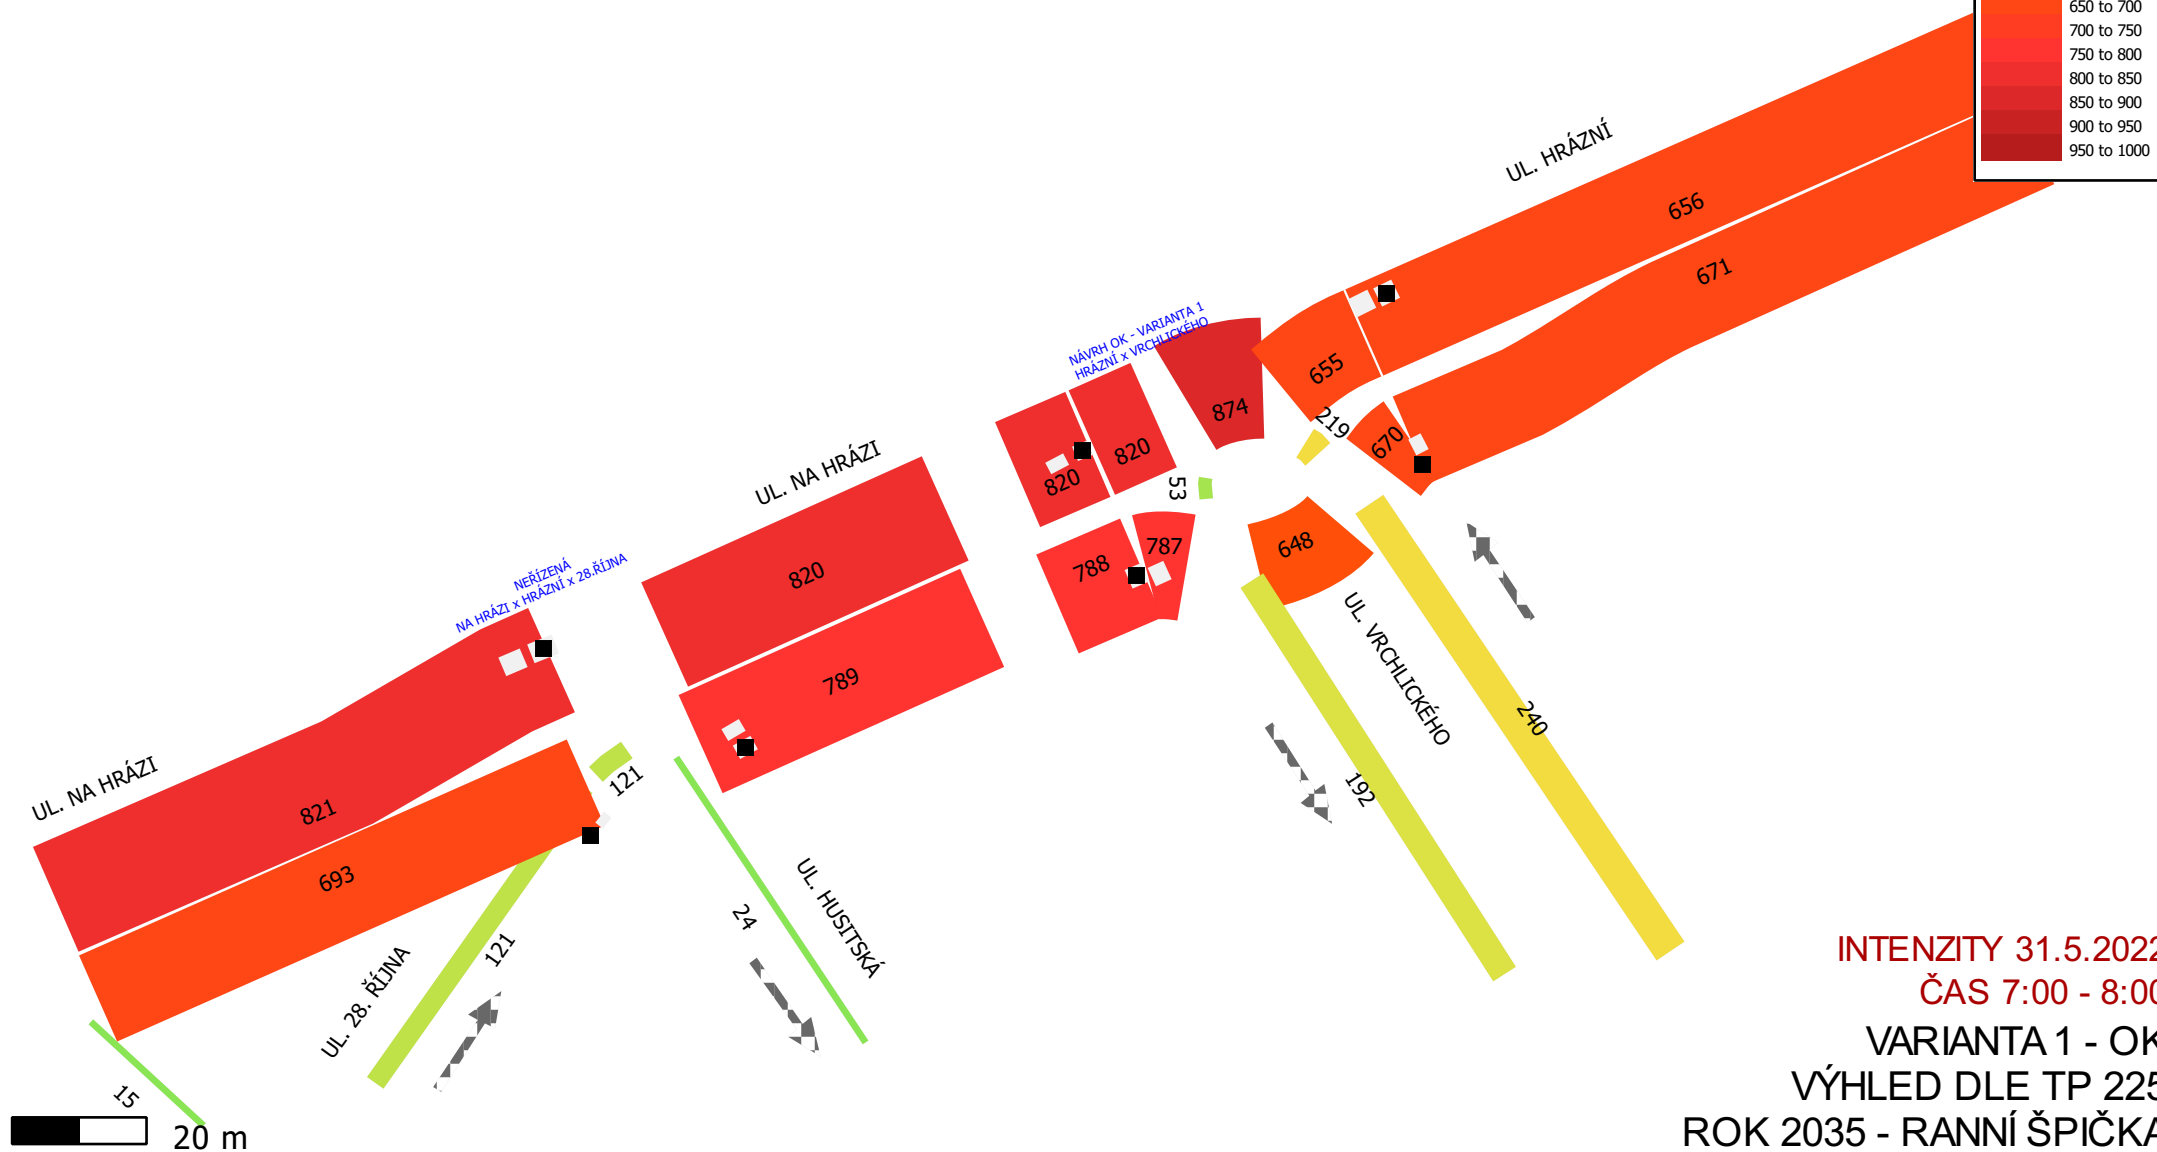 650 to 700
700 to 750
750 to 800
800 to 850
850 to 900
900 to 950
950 to 1000
UL. HRÁZNÍ
656
671
NÁVRH OK - VARIANTA 1
HRÁZNÍ x VRCHLICKÉHO
655
874
219
670
820
820
53
UL. NA HRÁZI
820
788
787
648
NEŘÍZENÁ
NA HRÁZI x HRÁZNÍ x 28.ŘÍJNA
789
UL. VRCHLICKÉHO
240
192
UL. NA HRÁZI
821
121
693
UL. HUSITSKÁ
24
121
UL. 28. ŘÍJNA
15
20 m
INTENZITY 31.5.2022
ČAS 7:00 - 8:00
VARIANTA 1 - OK
VÝHLED DLE TP 225
ROK 2035 - RANNÍ ŠPIČKA